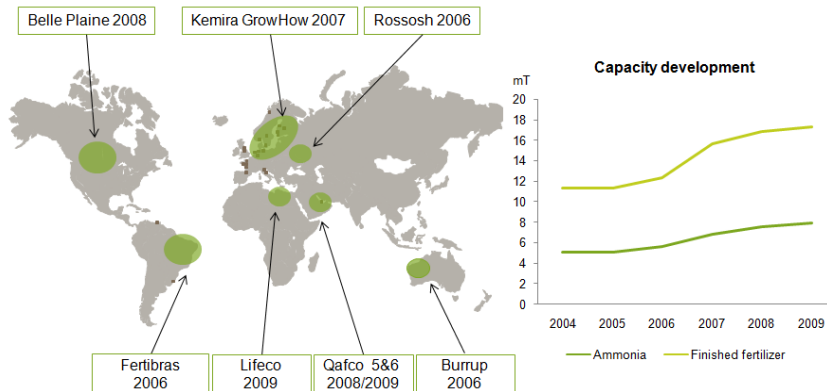 Belle Plaine 2008
Kemira GrowHow 2007
Rossosh 2006
Fertibras
2006
Lifeco
2009
Qafco 5&6
2008/2009
Burrup
2006
Capacity development
mT
20
18
16
14
12
10
8
6
4
2
0
2004 2005 2006 2007 2008 2009
Ammonia Finished fertilizer